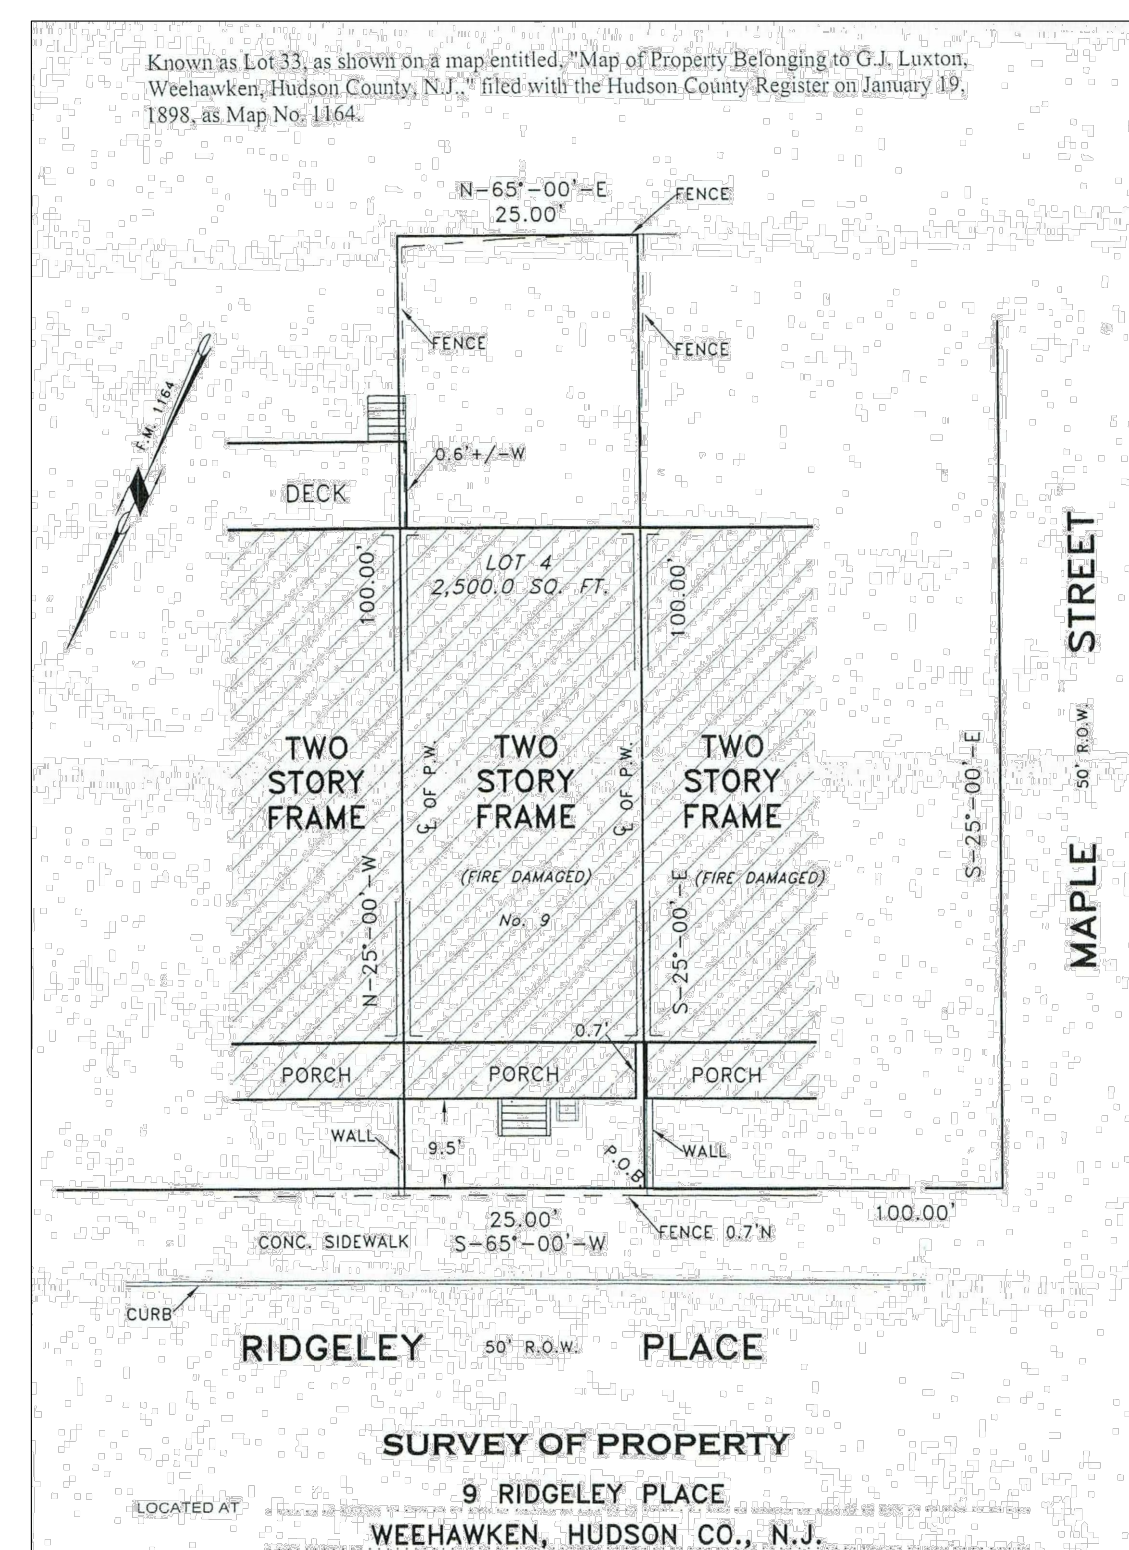 Known as Lot 33, as shown on a map entitled, "Map of Property Belonging to G.J. Luxton,
Weehawken, Hudson County, N.J.," filed with the Hudson County Register on January 19,
1898, as Map No. 1164.
N-65°-00'-E
25.00'
FENCE
FENCE
FENCE
F.M. 1164
0.6'+/-W
DECK
LOT 4
2,500.0 SQ. FT.
100.00'
100.00'
STREET
50' R.O.W.
MAPLE
S-25°-00'-E
TWO
STORY
FRAME
℄ OF P.W.
TWO
STORY
FRAME
℄ OF P.W.
TWO
STORY
FRAME
(FIRE DAMAGED)
(FIRE DAMAGED)
No. 9
N-25°-00'-W
S-25°-00'-E
0.7'
PORCH
PORCH
PORCH
WALL
9.5'
P.O.B
WALL
25.00'
S-65°-00'-W
100.00'
FENCE 0.7'N
CONC. SIDEWALK
CURB
RIDGELEY 50' R.O.W. PLACE
SURVEY OF PROPERTY
9 RIDGELEY PLACE
LOCATED AT
WEEHAWKEN, HUDSON CO., N.J.